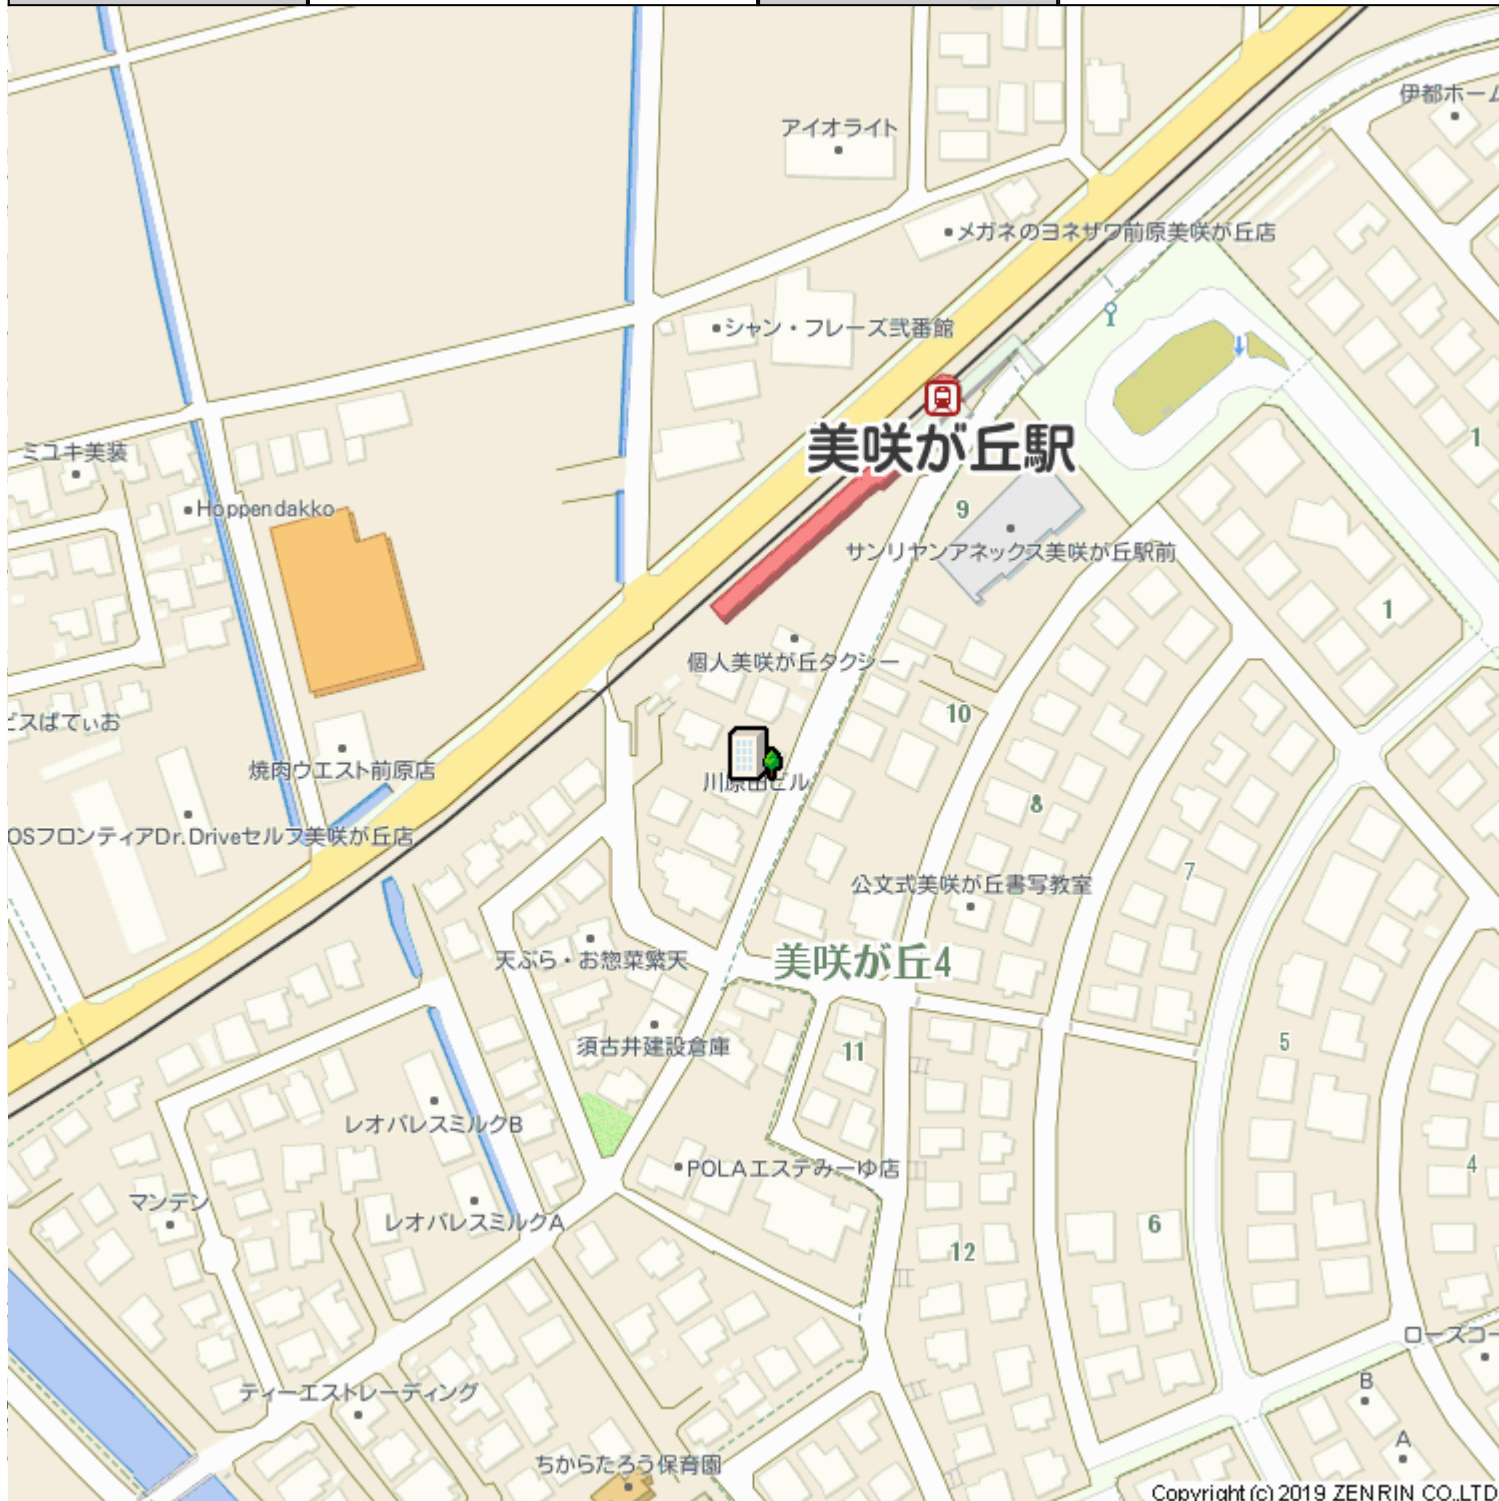 伊都ホーム
アイオライト
メガネのヨネザワ前原美咲が丘店
シャン・フレーズ弐番館
美咲が丘駅
1
ミユキ美装
Hoppendakko
9
サンリヤンアネックス美咲が丘駅前
1
個人美咲が丘タクシー
10
ビスぱてぃお
焼肉ウエスト前原店
川原田ビル
8
OSフロンティアDr.Driveセルフ美咲が丘店
7
公文式美咲が丘書写教室
天ぷら・お惣菜繁天
美咲が丘4
須古井建設倉庫
11
5
レオパレスミルクB
POLAエステみーゆ店
4
マンデン
レオパレスミルクA
6
12
ローズコー
ティーエストレーディング
B
A
ちからたろう保育園
Copyright (c) 2019 ZENRIN CO.,LTD